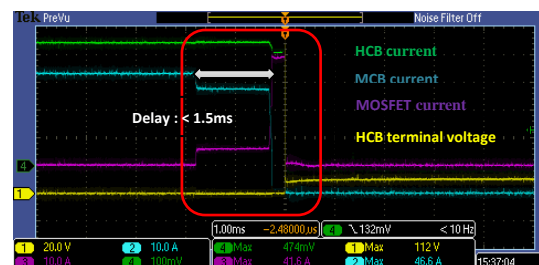 Tek PreVu
Noise Filter Off
HCB current
MCB current
MOSFET current
Delay : < 1.5ms
HCB terminal voltage
4
1
1.00ms -2.48000µs 4 132mV < 10 Hz
1 20.0 V 2 10.0 A 4 Max 474mV 1 Max 112 V
3 10.0 A 4 100mV 3 Max 41.6 A 2 Max 46.6 A 15:37:04